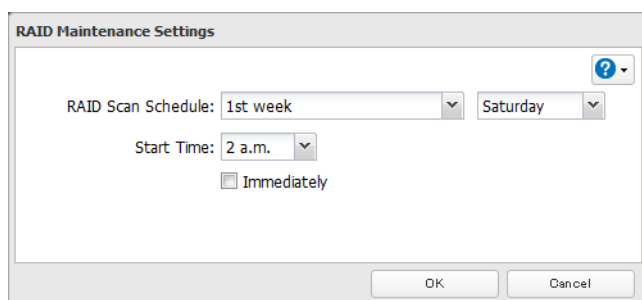 RAID Maintenance Settings
?
RAID Scan Schedule: 1st week Saturday
Start Time: 2 a.m.
Immediately
OK Cancel